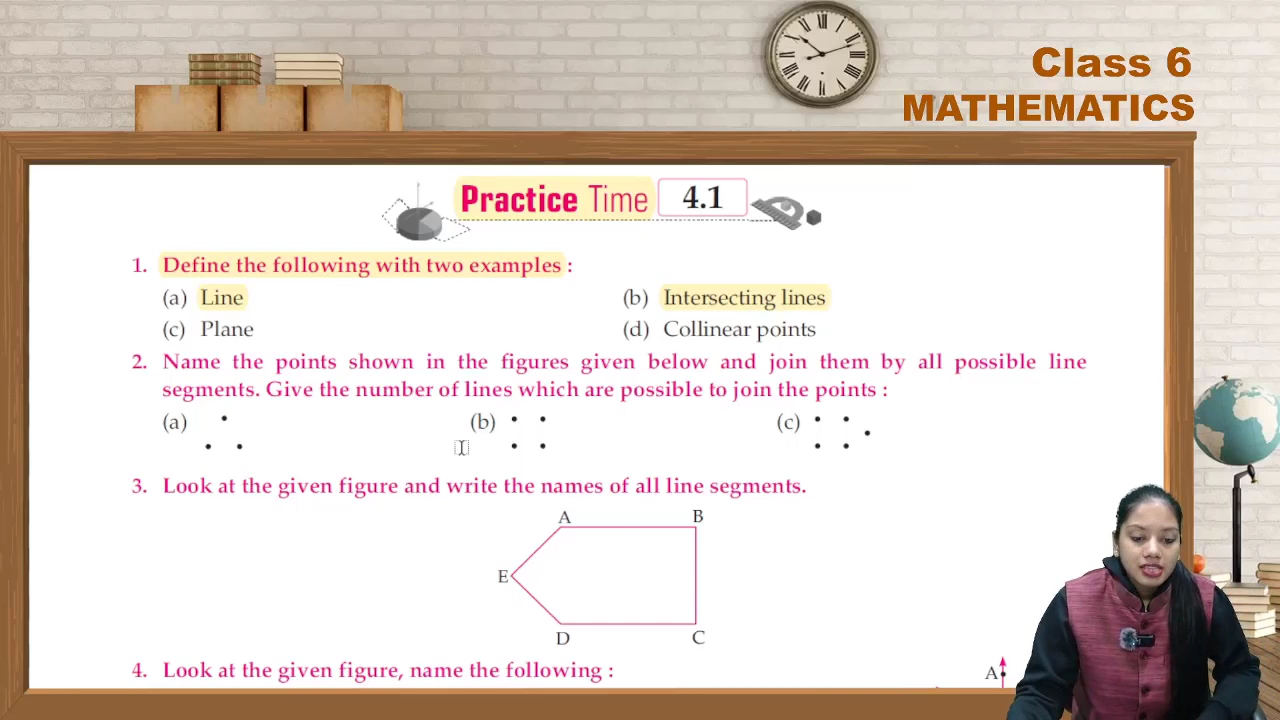 Class 6
MATHEMATICS
Practice Time 4.1
1. Define the following with two examples :
(a) Line (b) Intersecting lines
(c) Plane (d) Collinear points
2. Name the points shown in the figures given below and join them by all possible line
segments. Give the number of lines which are possible to join the points :
(a) (b) (c)
3. Look at the given figure and write the names of all line segments.
A B
E
D C
4. Look at the given figure, name the following :
A